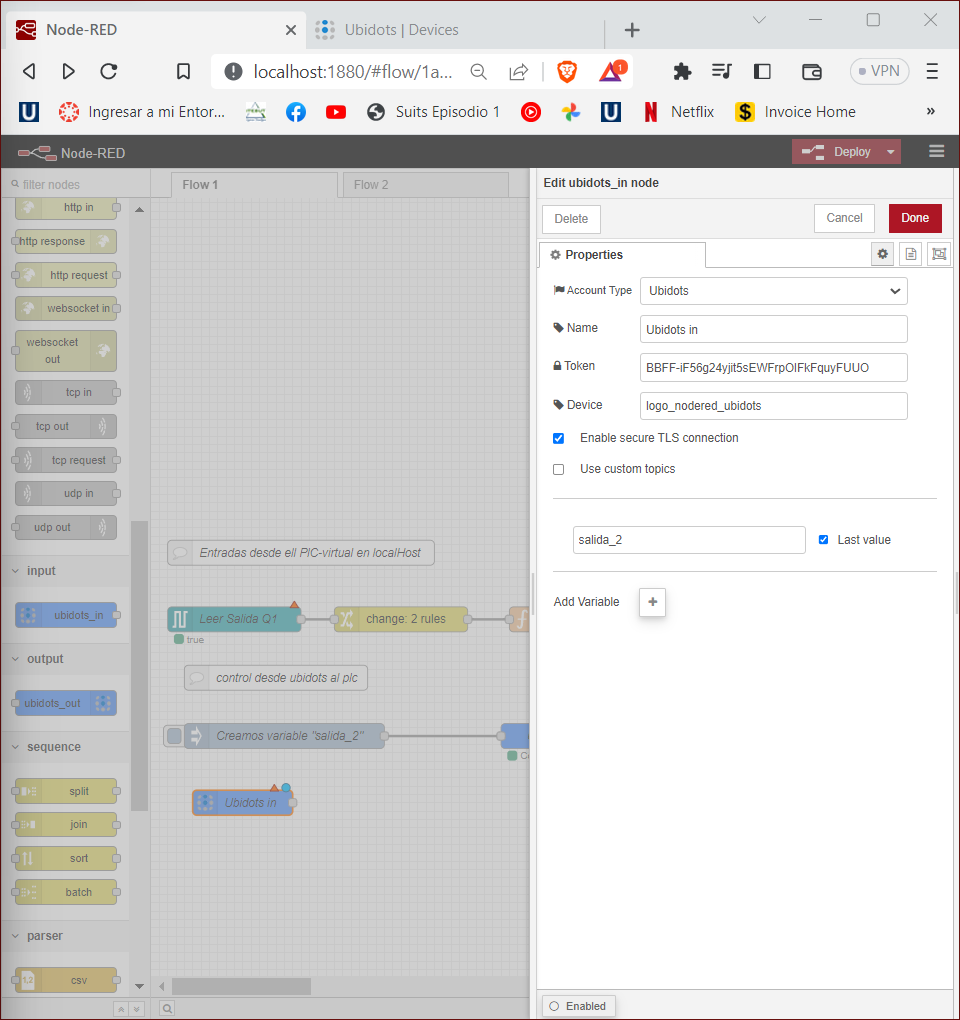 Node-RED
Ubidots | Devices
localhost:1880/#flow/1a...
1
VPN
Ingresar a mi Entor...
Suits Episodio 1
Netflix
Invoice Home
»
Node-RED
Deploy
filter nodes
Flow 1
Flow 2
http in
http response
http request
websocket in
websocket
out
tcp in
tcp out
tcp request
udp in
udp out
input
ubidots_in
output
ubidots_out
sequence
split
join
sort
batch
parser
csv
Entradas desde ell PIC-virtual en localHost
Leer Salida Q1
change: 2 rules
true
control desde ubidots al plc
Creamos variable "salida_2"
Ubidots in
Edit ubidots_in node
Delete
Cancel
Done
Properties
Account Type
Ubidots
Name
Ubidots in
Token
BBFF-iF56g24yjit5sEWFrpOIFkFquyFUUO
Device
logo_nodered_ubidots
Enable secure TLS connection
Use custom topics
salida_2
Last value
Add Variable
Enabled